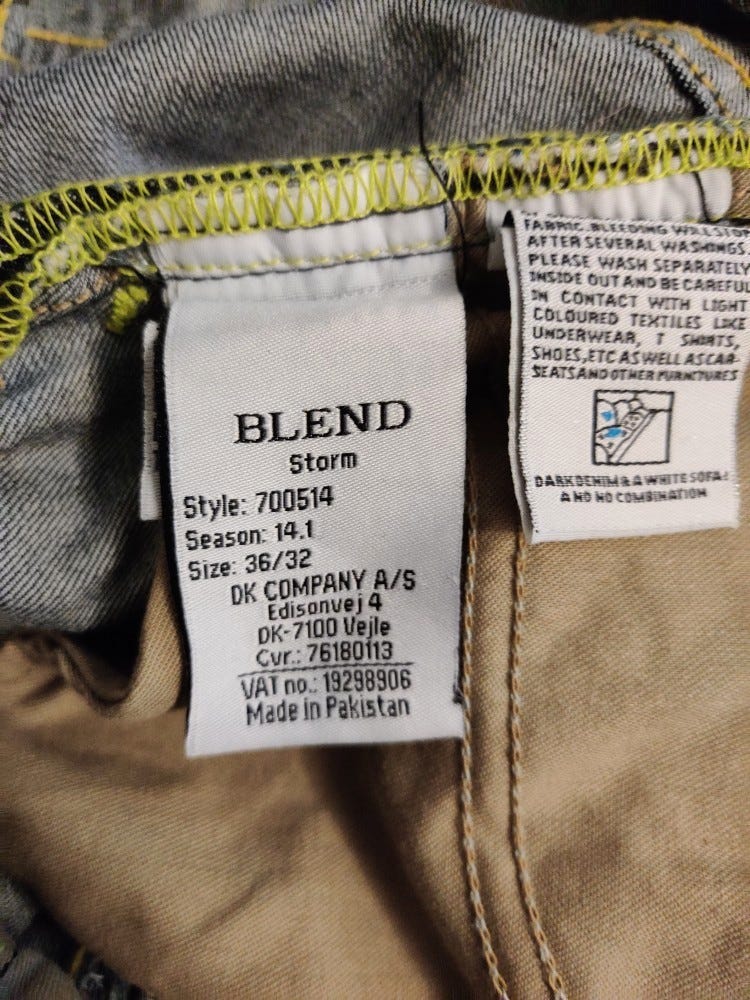 BLEND
Storm
Style: 700514
Season: 14.1
Size: 36/32
DK COMPANY A/S
Edisonvej 4
DK-7100 Vejle
Cvr.: 76180113
VAT no.: 19298906
Made in Pakistan
FABRIC.BLEEDING WILL STOP
AFTER SEVERAL WASHINGS.
PLEASE WASH SEPARATELY
INSIDE OUT AND BE CAREFUL
IN CONTACT WITH LIGHT
COLOURED TEXTILES LIKE
UNDERWEAR, T SHIRTS,
SHOES,ETC AS WELL AS CAR-
SEATS AND OTHER FURNITURES
DARK DENIM & A WHITE SOFA:
A NO NO COMBINATION